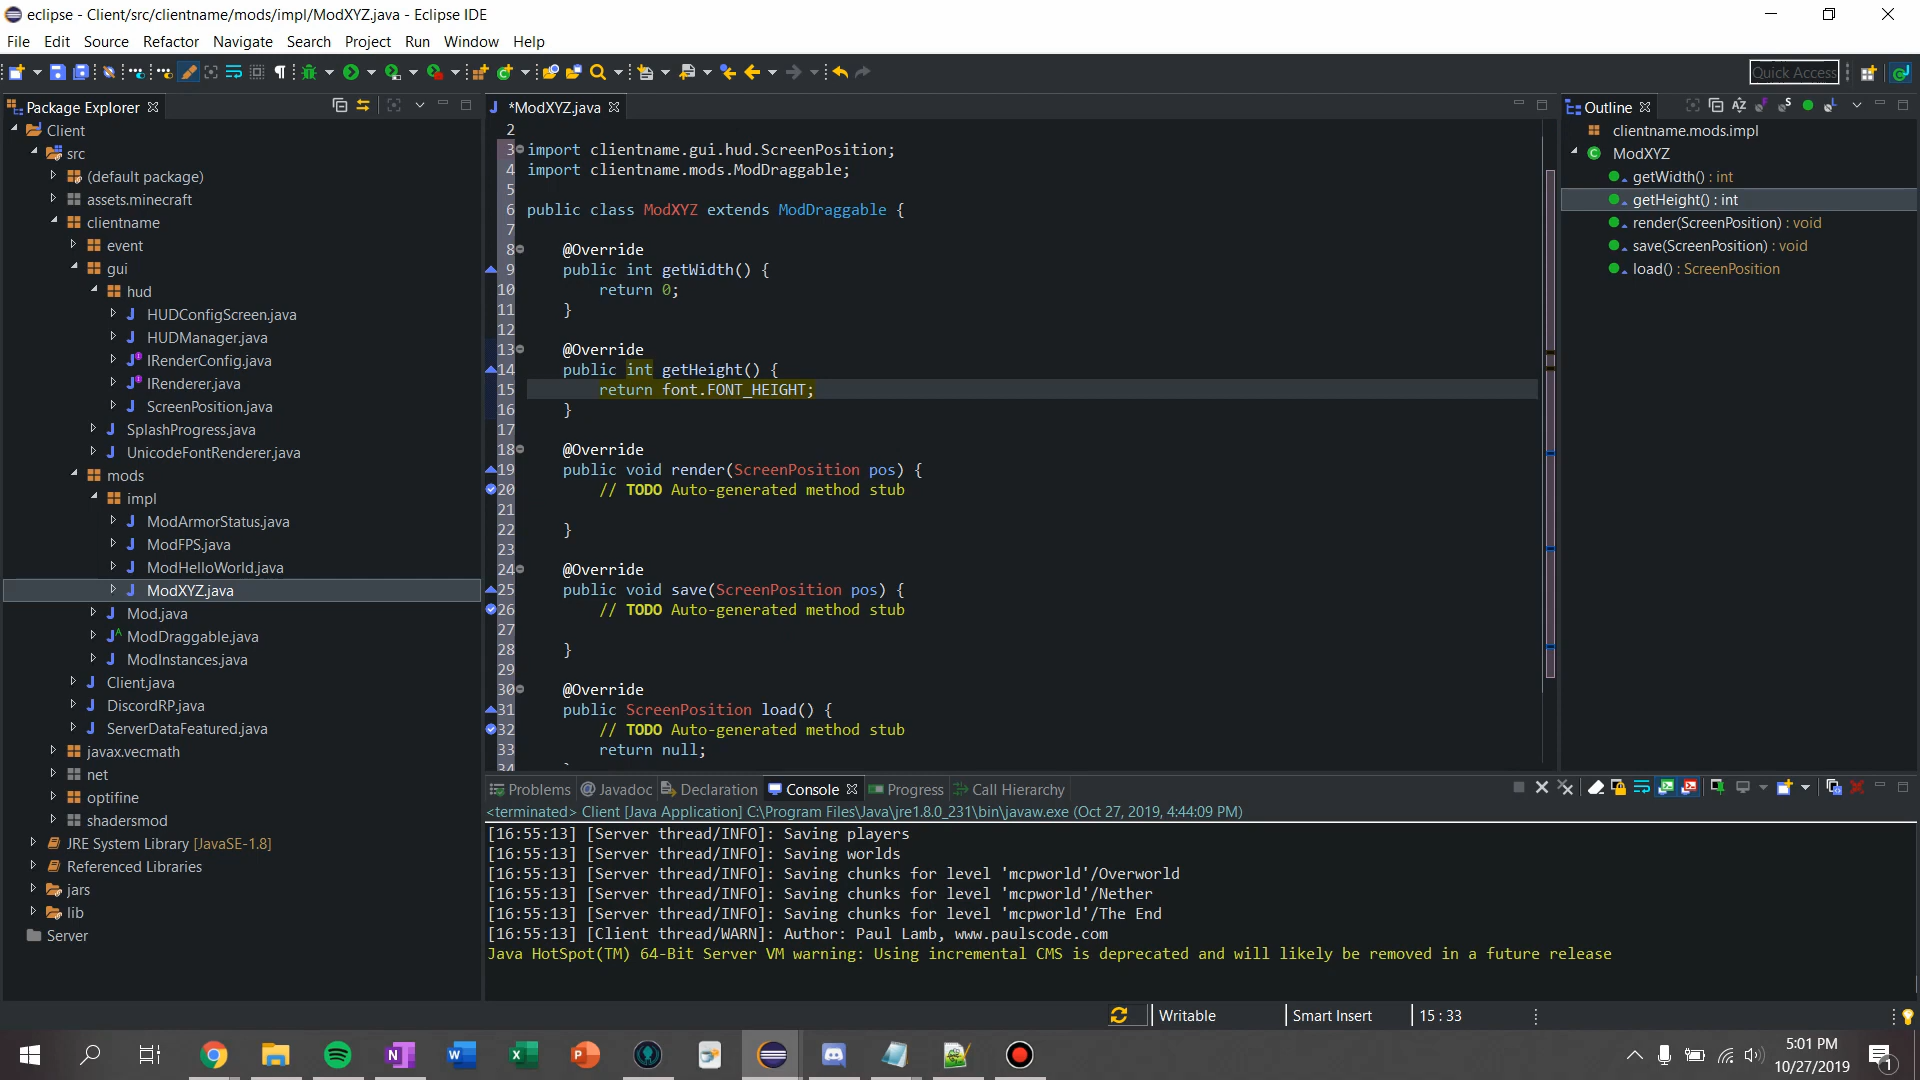 eclipse - Client/src/clientname/mods/impl/ModXYZ.java - Eclipse IDE
File Edit Source Refactor Navigate Search Project Run Window Help
Quick Access
Package Explorer
Client
src
(default package)
assets.minecraft
clientname
event
gui
hud
HUDConfigScreen.java
HUDManager.java
IRenderConfig.java
IRenderer.java
ScreenPosition.java
SplashProgress.java
UnicodeFontRenderer.java
mods
impl
ModArmorStatus.java
ModFPS.java
ModHelloWorld.java
ModXYZ.java
Mod.java
ModDraggable.java
ModInstances.java
Client.java
DiscordRP.java
ServerDataFeatured.java
javax.vecmath
net
optifine
shadersmod
JRE System Library [JavaSE-1.8]
Referenced Libraries
jars
lib
Server
*ModXYZ.java
2
3 import clientname.gui.hud.ScreenPosition;
4 import clientname.mods.ModDraggable;
5
6 public class ModXYZ extends ModDraggable {
7
8 @Override
9 public int getWidth() {
10 return 0;
11 }
12
13 @Override
14 public int getHeight() {
15 return font.FONT_HEIGHT;
16 }
17
18 @Override
19 public void render(ScreenPosition pos) {
20 // TODO Auto-generated method stub
21
22 }
23
24 @Override
25 public void save(ScreenPosition pos) {
26 // TODO Auto-generated method stub
27
28 }
29
30 @Override
31 public ScreenPosition load() {
32 // TODO Auto-generated method stub
33 return null;
34
Outline
clientname.mods.impl
ModXYZ
getWidth() : int
getHeight() : int
render(ScreenPosition) : void
save(ScreenPosition) : void
load() : ScreenPosition
Problems @ Javadoc Declaration Console Progress Call Hierarchy
<terminated> Client [Java Application] C:\Program Files\Java\jre1.8.0_231\bin\javaw.exe (Oct 27, 2019, 4:44:09 PM)
[16:55:13] [Server thread/INFO]: Saving players
[16:55:13] [Server thread/INFO]: Saving worlds
[16:55:13] [Server thread/INFO]: Saving chunks for level 'mcpworld'/Overworld
[16:55:13] [Server thread/INFO]: Saving chunks for level 'mcpworld'/Nether
[16:55:13] [Server thread/INFO]: Saving chunks for level 'mcpworld'/The End
[16:55:13] [Client thread/WARN]: Author: Paul Lamb, www.paulscode.com
Java HotSpot(TM) 64-Bit Server VM warning: Using incremental CMS is deprecated and will likely be removed in a future release
Writable Smart Insert 15 : 33
5:01 PM
10/27/2019
1